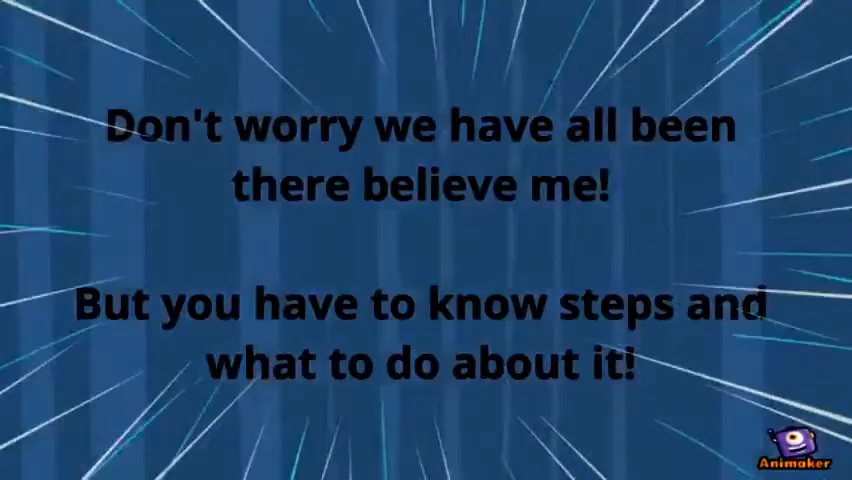 Don't worry we have all been
there believe me!
But you have to know steps and
what to do about it!
Animaker